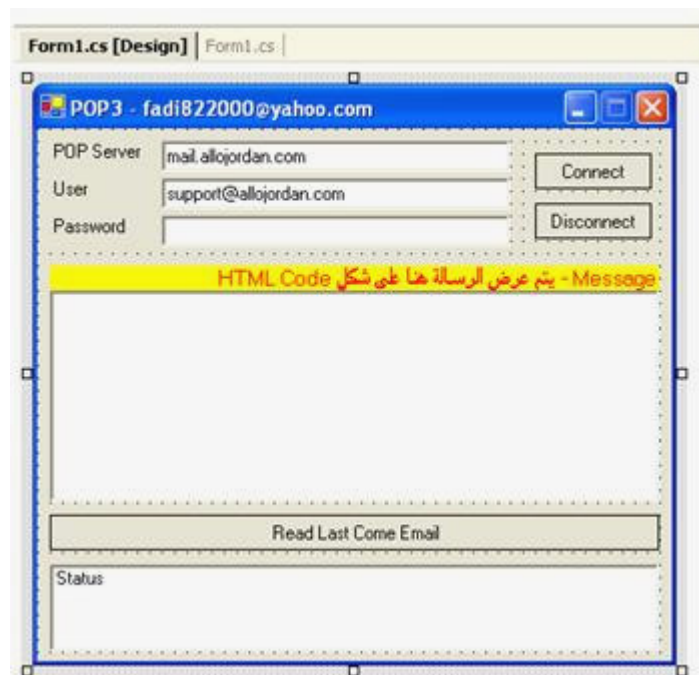 Form1.cs [Design] Form1.cs
POP3 - fadi822000@yahoo.com
POP Server mail.allojordan.com
Connect
User support@allojordan.com
Password
Disconnect
Message - يتم عرض الرسالة هنا على شكل HTML Code
Read Last Come Email
Status